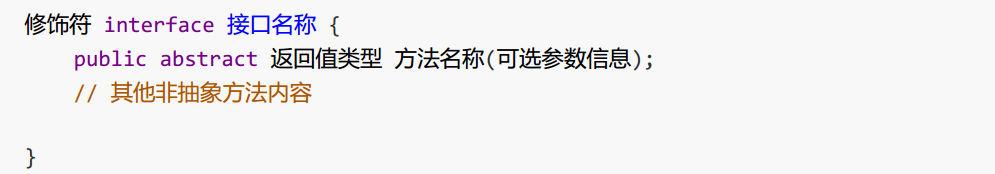 修饰符 interface 接口名称 {
    public abstract 返回值类型 方法名称(可选参数信息);
    // 其他非抽象方法内容
}